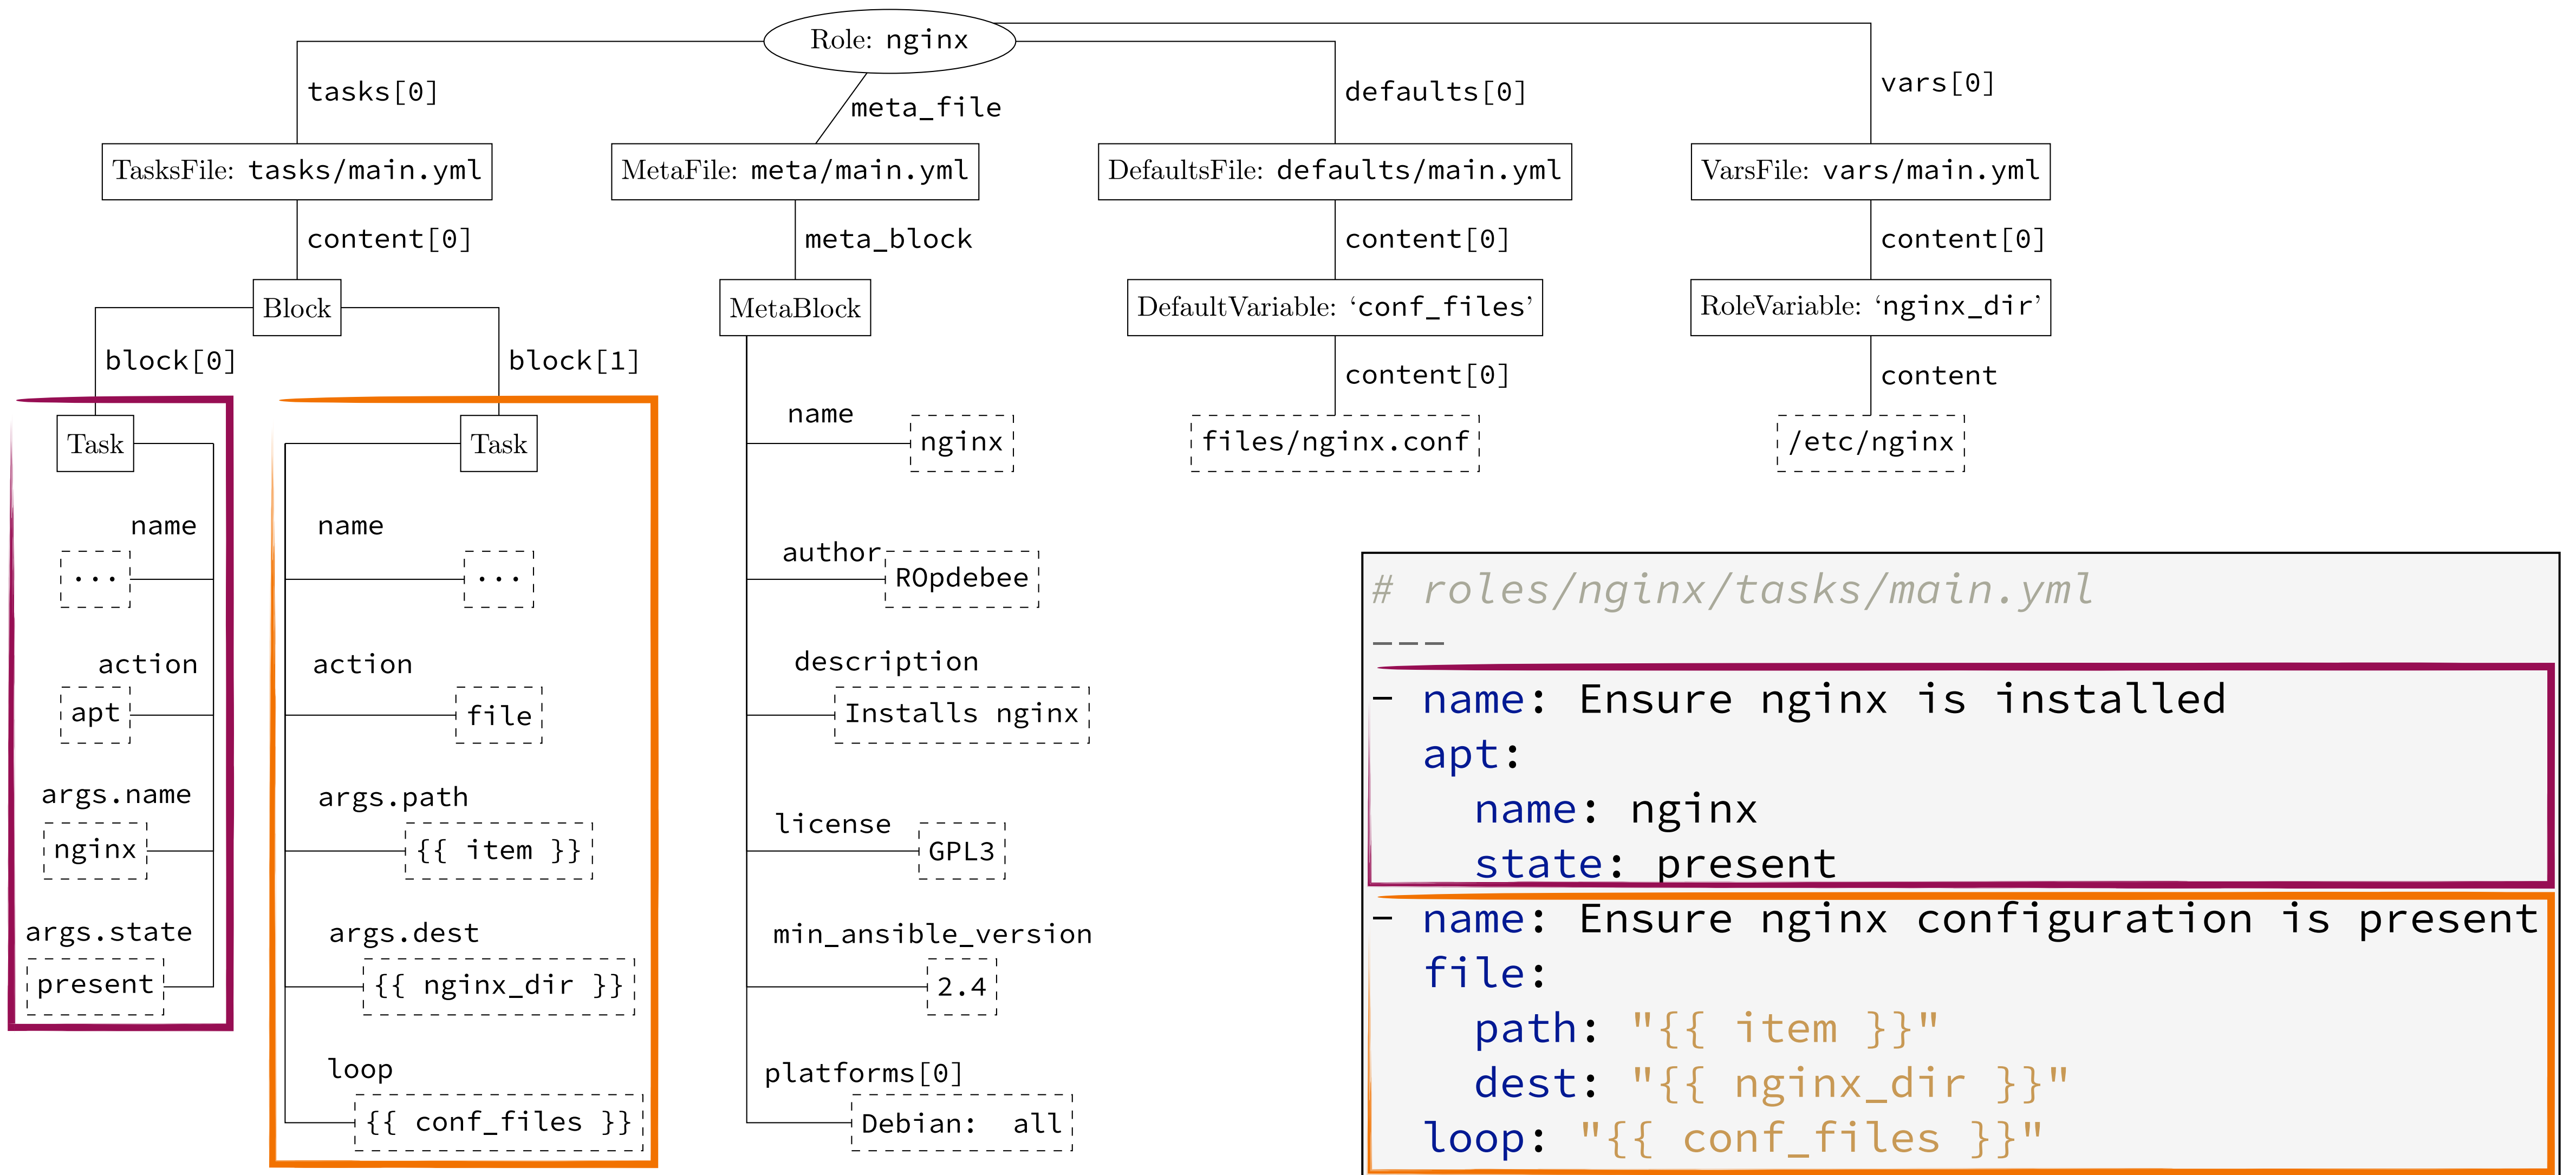 Role: nginx
tasks[0]
meta_file
defaults[0]
vars[0]
TasksFile: tasks/main.yml
MetaFile: meta/main.yml
DefaultsFile: defaults/main.yml
VarsFile: vars/main.yml
content[0]
meta_block
content[0]
content[0]
Block
MetaBlock
DefaultVariable: ‘conf_files’
RoleVariable: ‘nginx_dir’
block[0]
block[1]
content[0]
content
files/nginx.conf
/etc/nginx
Task
name
...
action
apt
args.name
nginx
args.state
present
Task
name
...
action
file
args.path
{{ item }}
args.dest
{{ nginx_dir }}
loop
{{ conf_files }}
name
nginx
author
ROpdebee
description
Installs nginx
license
GPL3
min_ansible_version
2.4
platforms[0]
Debian: all
# roles/nginx/tasks/main.yml
---
- name: Ensure nginx is installed
  apt:
    name: nginx
    state: present
- name: Ensure nginx configuration is present
  file:
    path: "{{ item }}"
    dest: "{{ nginx_dir }}"
  loop: "{{ conf_files }}"